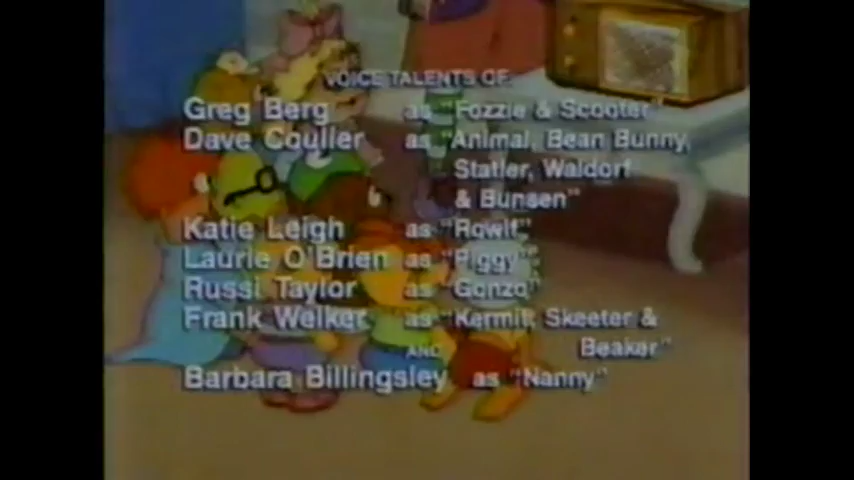 VOICE TALENTS OF
Greg Berg as "Fozzie & Scooter"
Dave Coulier as "Animal, Bean Bunny,
Statler, Waldorf
& Bunsen"
Katie Leigh as "Rowlf"
Laurie O'Brien as "Piggy"
Russi Taylor as "Gonzo"
Frank Welker as "Kermit, Skeeter &
AND Beaker"
Barbara Billingsley as "Nanny"